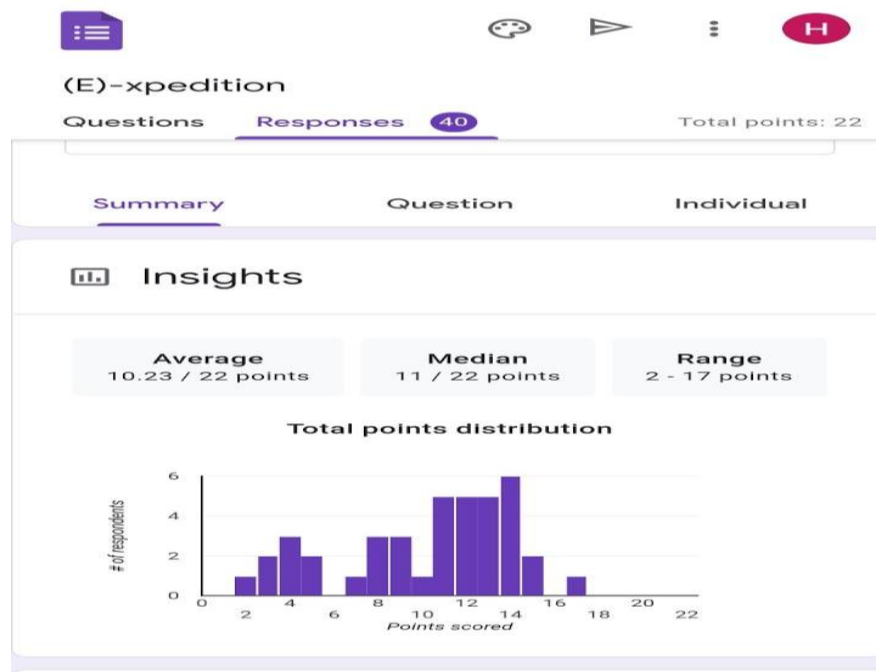 H
(E)-xpedition
Questions Responses 40 Total points: 22
Summary Question Individual
Insights
Average Median Range
10.23 / 22 points 11 / 22 points 2 - 17 points
Total points distribution
# of respondents
6
4
2
0
0 2 4 6 8 10 12 14 16 18 20 22
Points scored